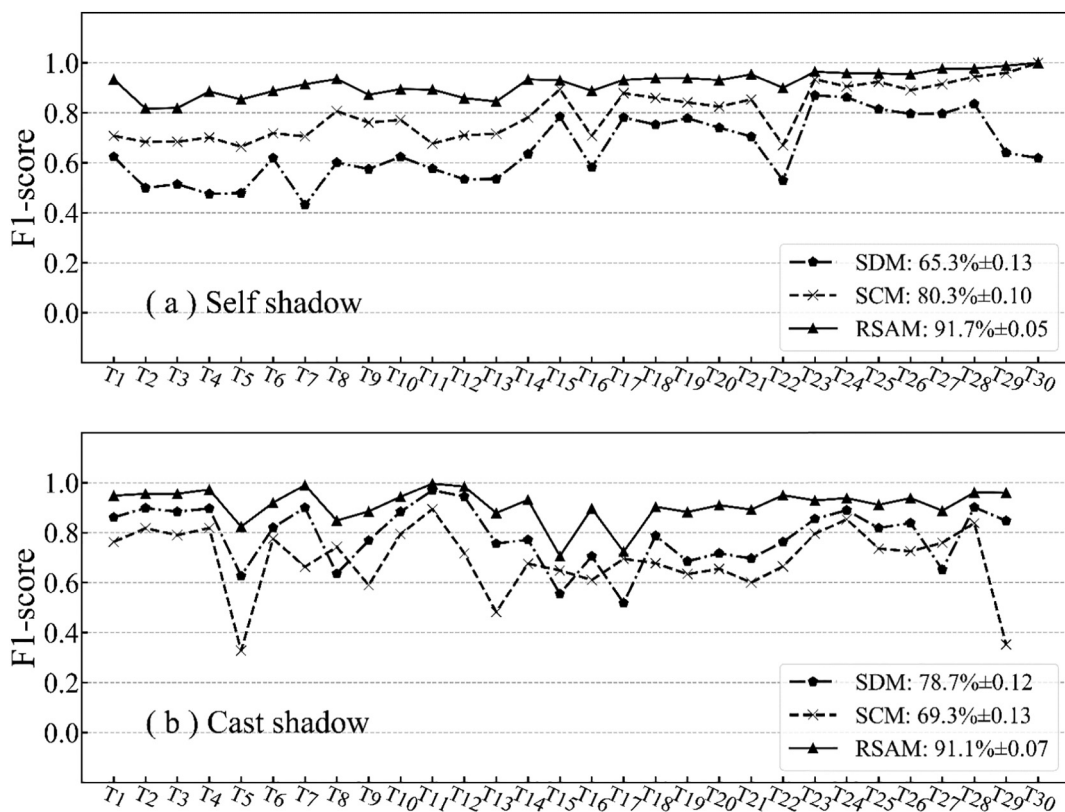 F1-score
1.0
0.8
0.6
0.4
0.2
0.0
( a ) Self shadow
SDM: 65.3%±0.13
SCM: 80.3%±0.10
RSAM: 91.7%±0.05
T1 T2 T3 T4 T5 T6 T7 T8 T9 T10 T11 T12 T13 T14 T15 T16 T17 T18 T19 T20 T21 T22 T23 T24 T25 T26 T27 T28 T29 T30
F1-score
1.0
0.8
0.6
0.4
0.2
0.0
( b ) Cast shadow
SDM: 78.7%±0.12
SCM: 69.3%±0.13
RSAM: 91.1%±0.07
T1 T2 T3 T4 T5 T6 T7 T8 T9 T10 T11 T12 T13 T14 T15 T16 T17 T18 T19 T20 T21 T22 T23 T24 T25 T26 T27 T28 T29 T30